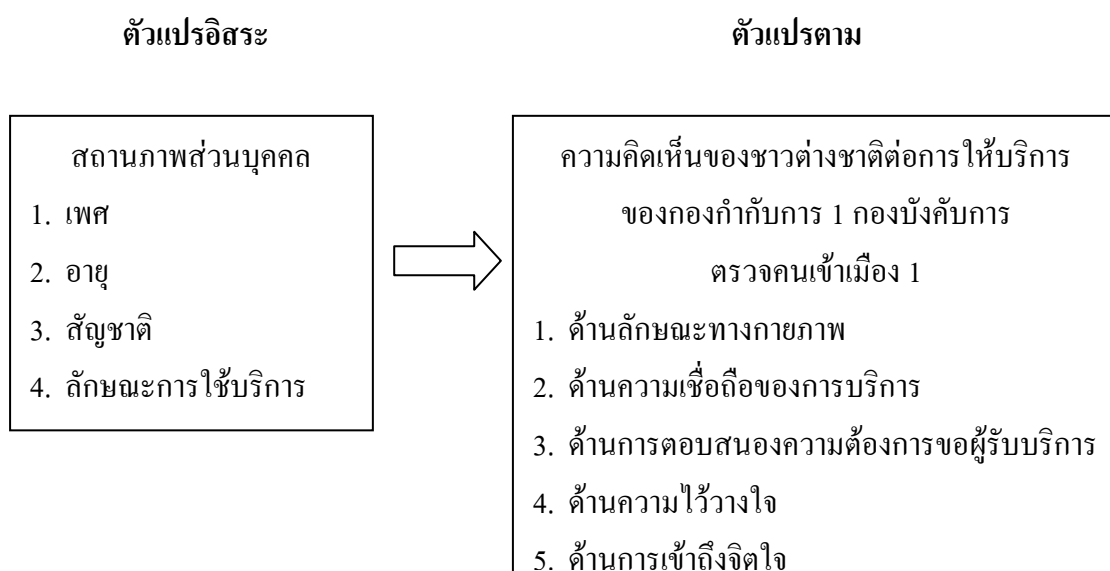 ตัวแปรอิสระ
ตัวแปรตาม
สถานภาพส่วนบุคคล
1. เพศ
2. อายุ
3. สัญชาติ
4. ลักษณะการใช้บริการ
ความคิดเห็นของชาวต่างชาติต่อการให้บริการ
ของกองกำกับการ 1 กองบังคับการ
ตรวจคนเข้าเมือง 1
1. ด้านลักษณะทางกายภาพ
2. ด้านความเชื่อถือของการบริการ
3. ด้านการตอบสนองความต้องการขอผู้รับบริการ
4. ด้านความไว้วางใจ
5. ด้านการเข้าถึงจิตใจ